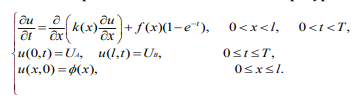 ∂u/∂t = ∂/∂x (k(x) ∂u/∂x) + f(x)(1−e^{−t}), 0<x<l, 0<t<T,
u(0,t)=U_A, u(l,t)=U_B, 0≤t≤T,
u(x,0)=ϕ(x), 0≤x≤l.